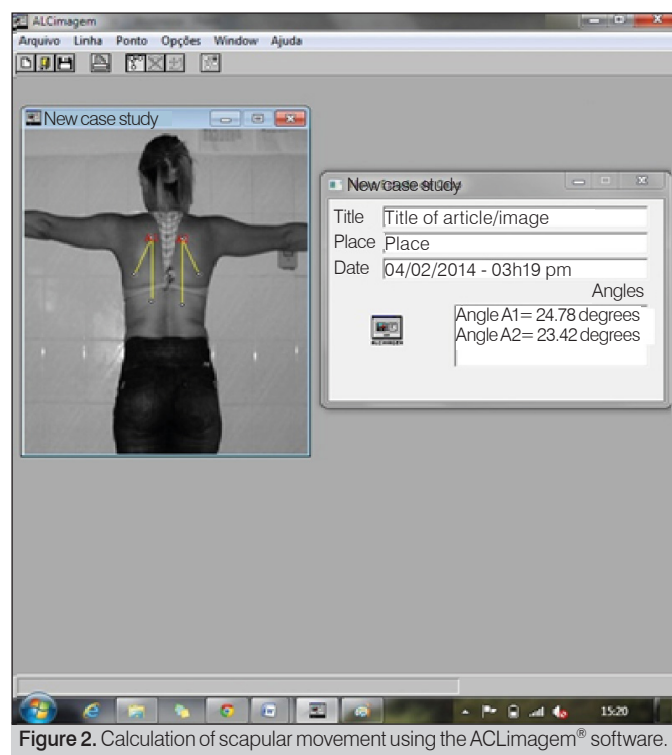 ALCimagem
Arquivo Linha Ponto Opções Window Ajuda
New case study
New case study
Title Title of article/image
Place Place
Date 04/02/2014 - 03h19 pm
Angles
Angle A1= 24.78 degrees
Angle A2= 23.42 degrees
15:20
Figure 2. Calculation of scapular movement using the ACLimagem® software.